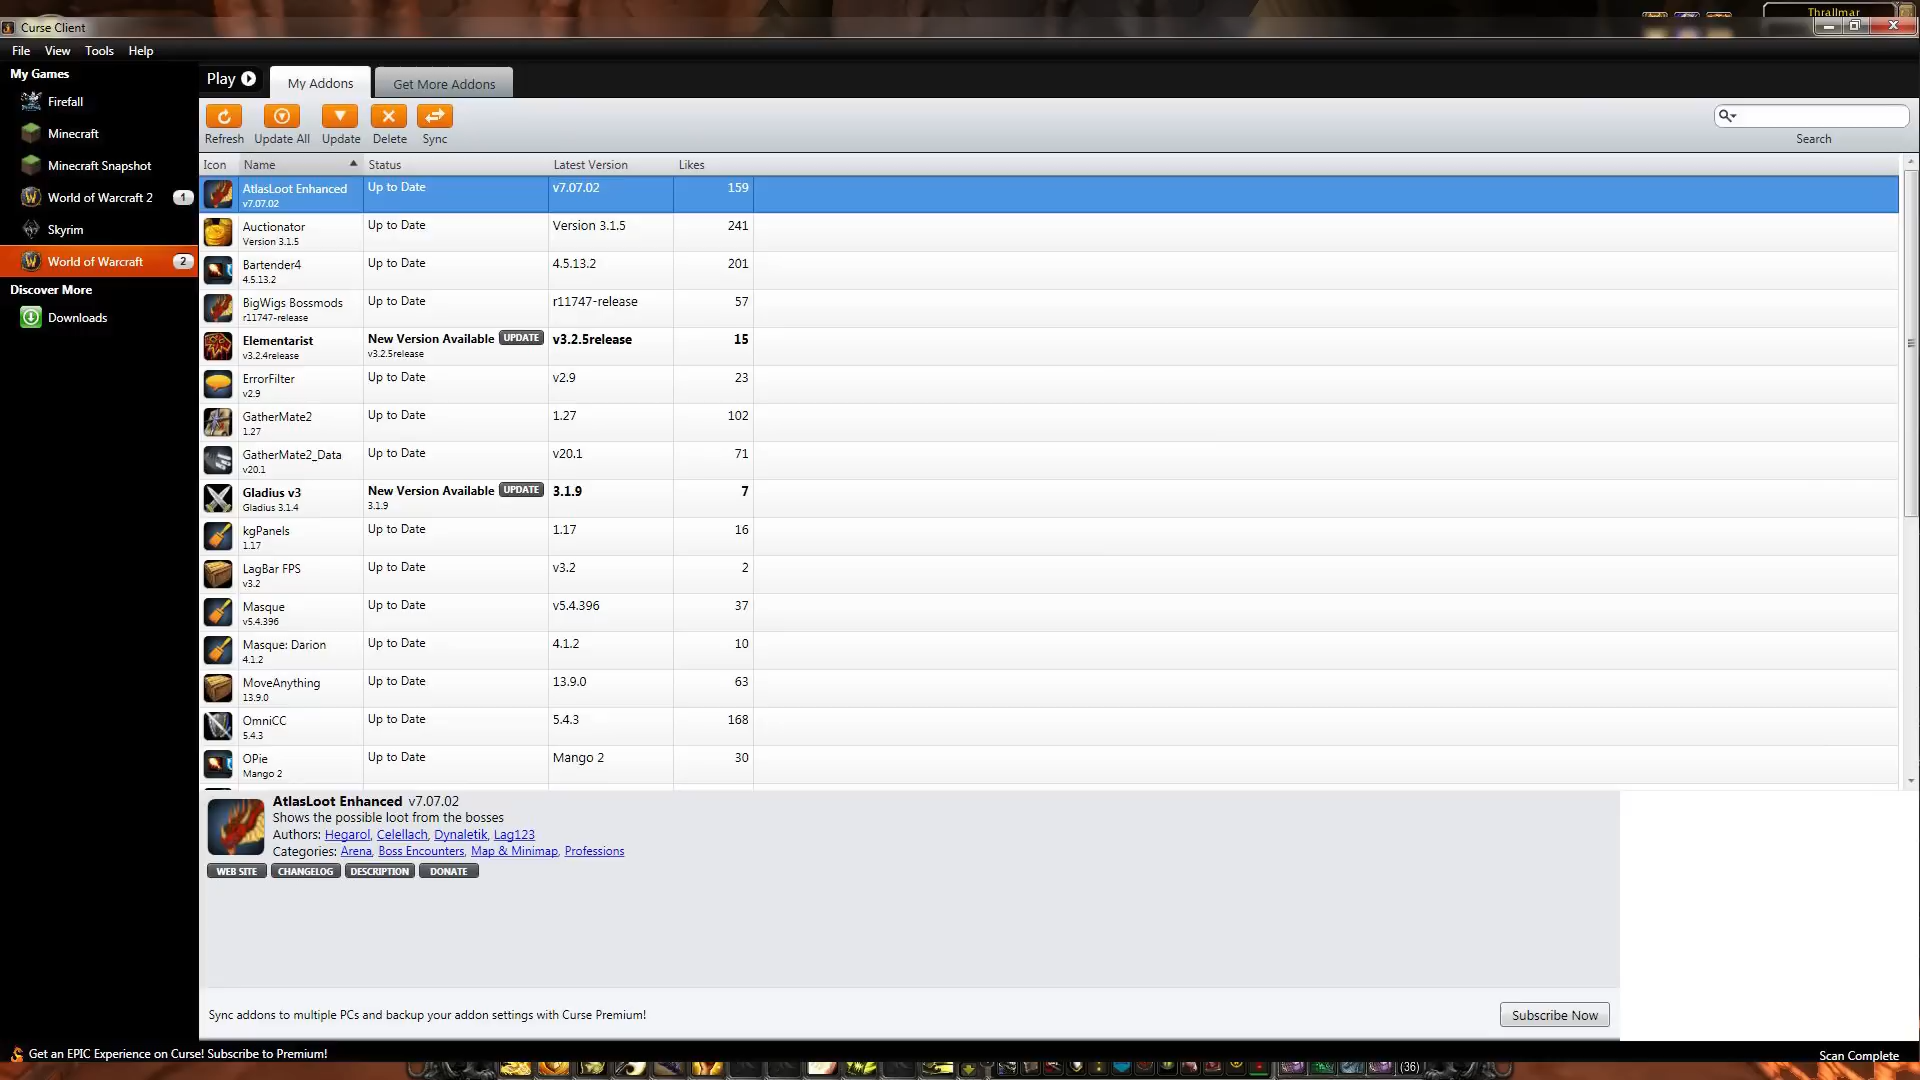 Thrallmar
Curse Client
File View Tools Help
My Games
Firefall
Minecraft
Minecraft Snapshot
World of Warcraft 2 1
Skyrim
World of Warcraft 2
Discover More
Downloads
Play My Addons Get More Addons
Refresh Update All Update Delete Sync Search
Icon Name Status Latest Version Likes
AtlasLoot Enhanced Up to Date v7.07.02 159
v7.07.02
Auctionator Up to Date Version 3.1.5 241
Version 3.1.5
Bartender4 Up to Date 4.5.13.2 201
4.5.13.2
BigWigs Bossmods Up to Date r11747-release 57
r11747-release
Elementarist New Version Available UPDATE v3.2.5release 15
v3.2.4release v3.2.5release
ErrorFilter Up to Date v2.9 23
v2.9
GatherMate2 Up to Date 1.27 102
1.27
GatherMate2_Data Up to Date v20.1 71
v20.1
Gladius v3 New Version Available UPDATE 3.1.9 7
Gladius 3.1.4 3.1.9
kgPanels Up to Date 1.17 16
1.17
LagBar FPS Up to Date v3.2 2
v3.2
Masque Up to Date v5.4.396 37
v5.4.396
Masque: Darion Up to Date 4.1.2 10
4.1.2
MoveAnything Up to Date 13.9.0 63
13.9.0
OmniCC Up to Date 5.4.3 168
5.4.3
OPie Up to Date Mango 2 30
Mango 2
AtlasLoot Enhanced v7.07.02
Shows the possible loot from the bosses
Authors: Hegarol, Celellach, Dynaletik, Lag123
Categories: Arena, Boss Encounters, Map & Minimap, Professions
WEB SITE CHANGELOG DESCRIPTION DONATE
Sync addons to multiple PCs and backup your addon settings with Curse Premium! Subscribe Now
Get an EPIC Experience on Curse! Subscribe to Premium! Scan Complete
(36)